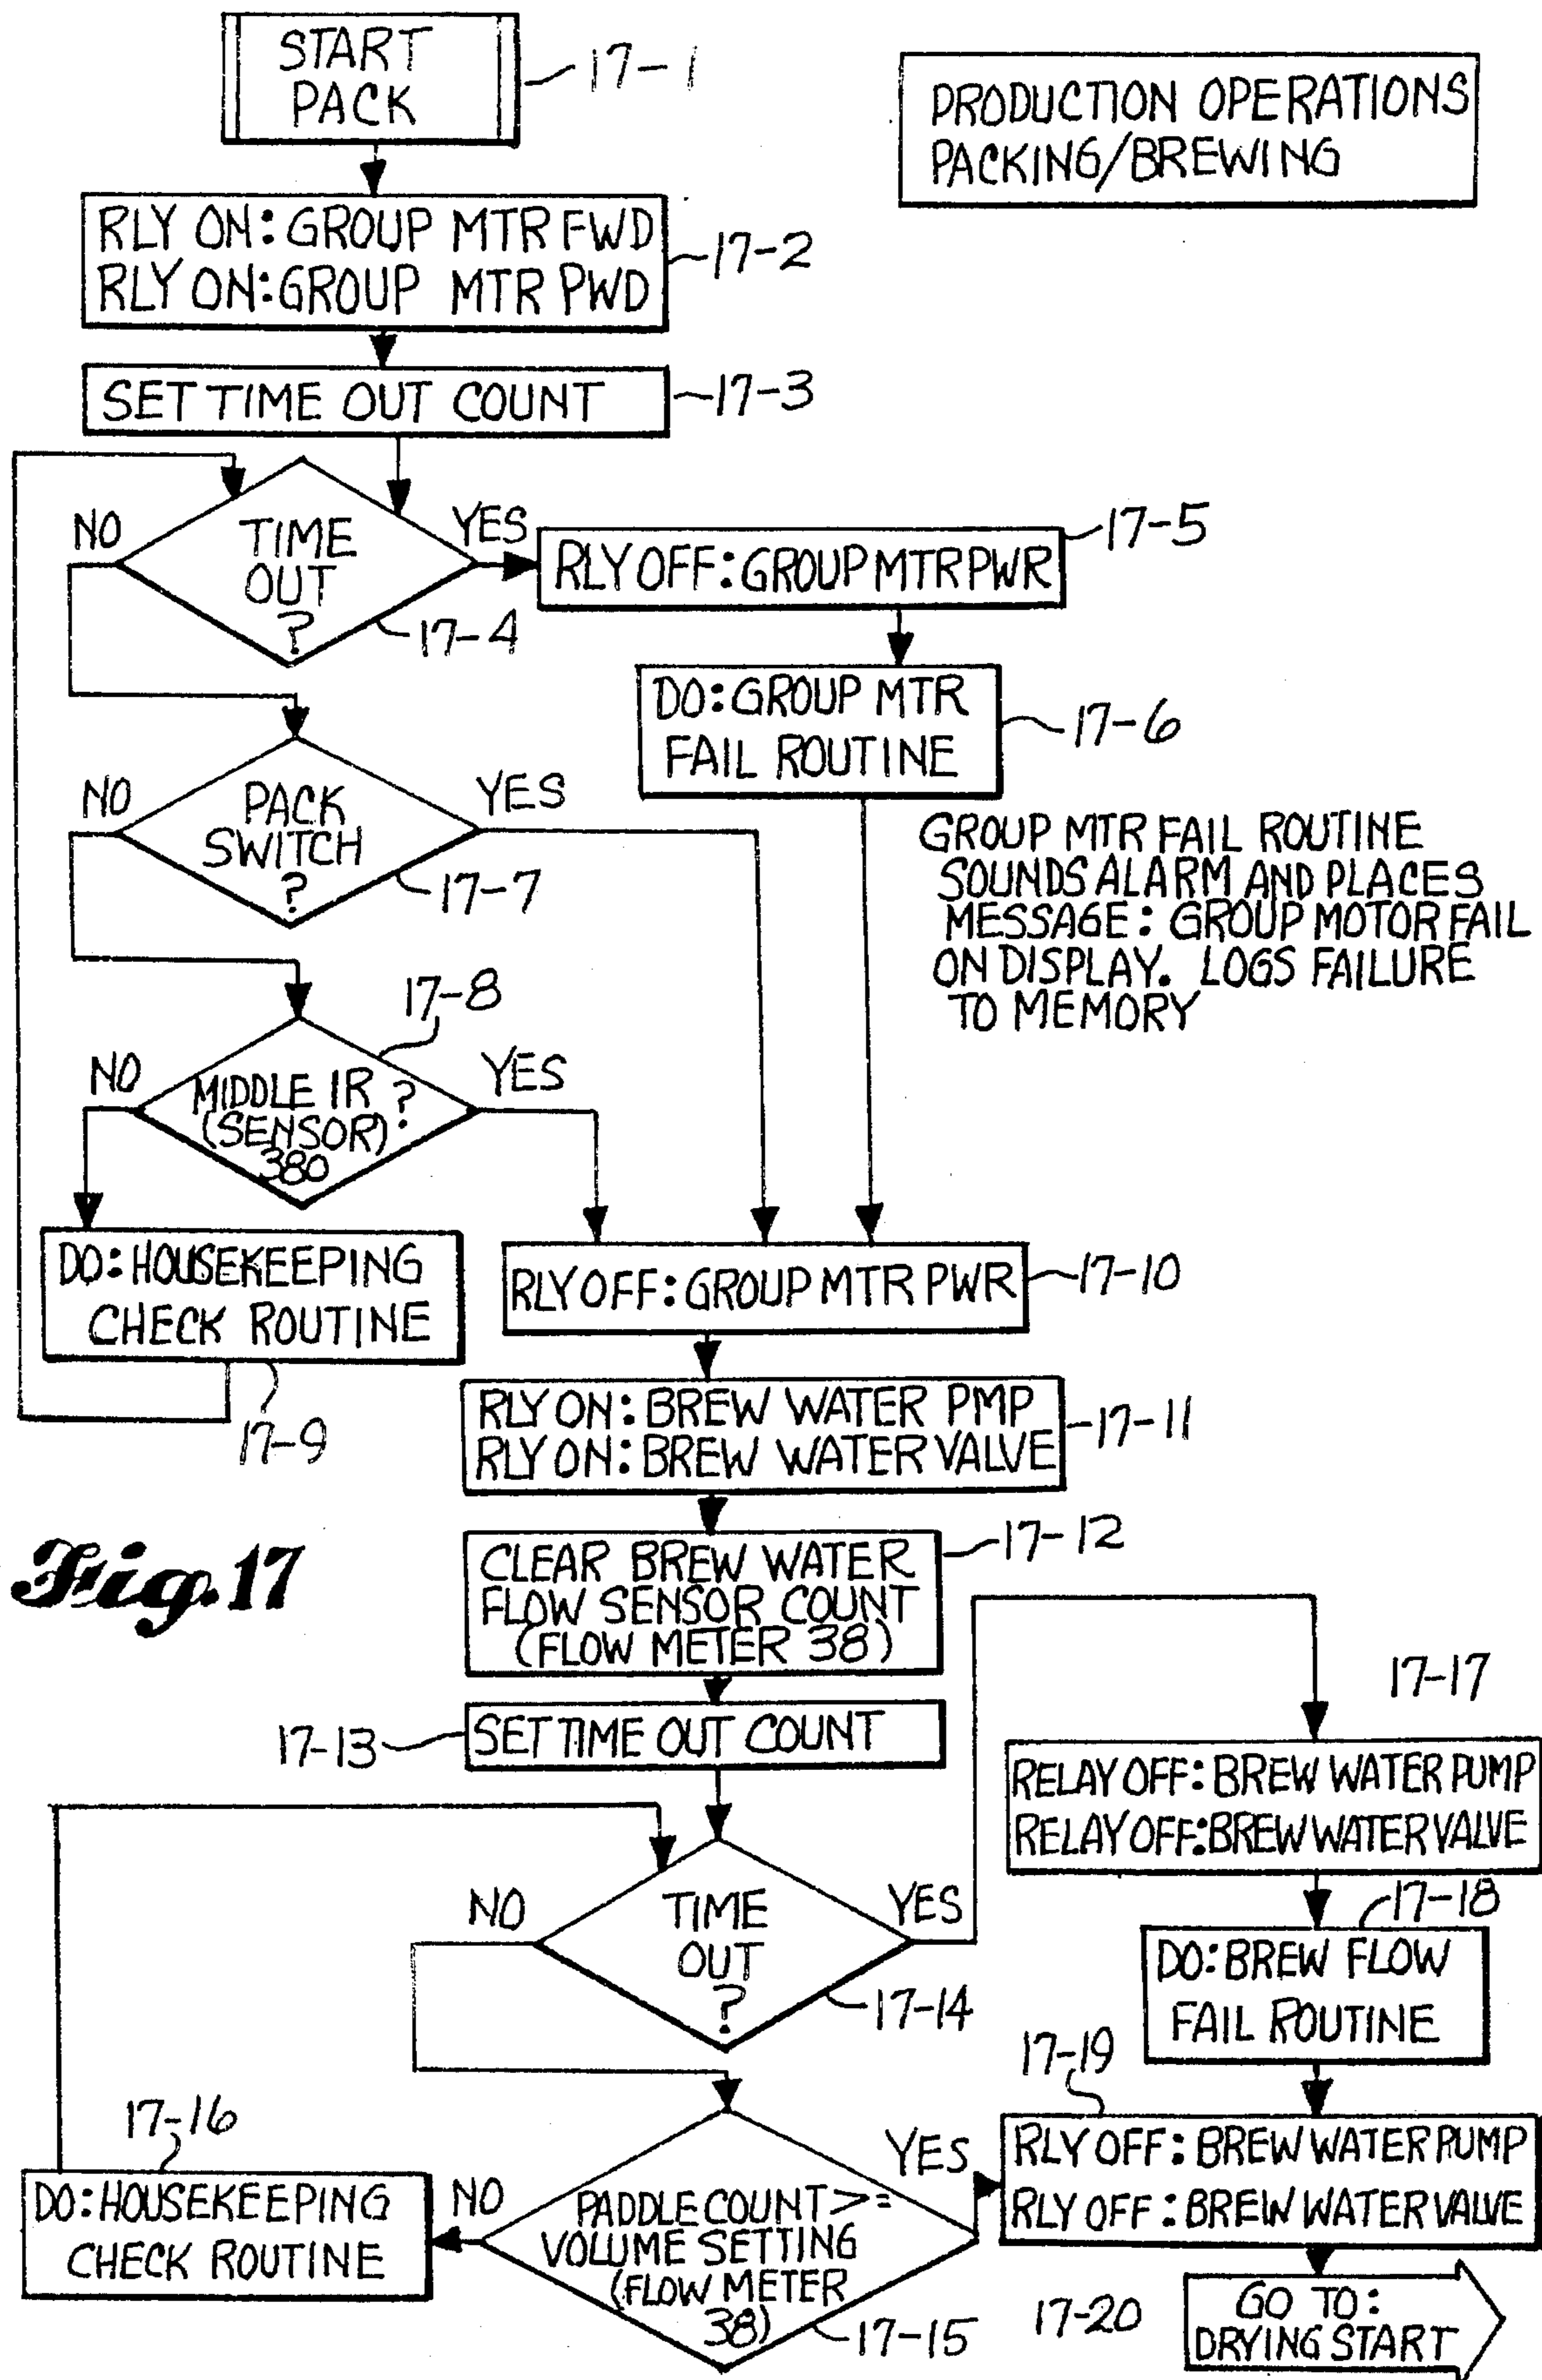 START
PACK
17-1
PRODUCTION OPERATIONS
PACKING/BREWING
RLY ON: GROUP MTR FWD
RLY ON: GROUP MTR PWD
17-2
SET TIME OUT COUNT
17-3
NO
TIME
OUT
?
YES
17-4
RLY OFF: GROUP MTR PWR
17-5
DO: GROUP MTR
FAIL ROUTINE
17-6
NO
PACK
SWITCH
?
YES
17-7
GROUP MTR FAIL ROUTINE
SOUNDS ALARM AND PLACES
MESSAGE: GROUP MOTOR FAIL
ON DISPLAY. LOGS FAILURE
TO MEMORY
17-8
NO
MIDDLE IR ?
(SENSOR)
380
YES
DO: HOUSEKEEPING
CHECK ROUTINE
17-9
RLY OFF: GROUP MTR PWR
17-10
RLY ON: BREW WATER PMP
RLY ON: BREW WATER VALVE
17-11
Fig. 17
CLEAR BREW WATER
FLOW SENSOR COUNT
(FLOW METER 38)
17-12
17-13
SET TIME OUT COUNT
17-17
RELAY OFF: BREW WATER PUMP
RELAY OFF: BREW WATER VALVE
NO
TIME
OUT
?
YES
17-14
17-18
DO: BREW FLOW
FAIL ROUTINE
17-19
RLY OFF: BREW WATER PUMP
RLY OFF: BREW WATER VALVE
17-16
DO: HOUSEKEEPING
CHECK ROUTINE
NO
PADDLE COUNT >=
VOLUME SETTING
(FLOW METER
38)
YES
17-15
17-20
GO TO:
DRYING START